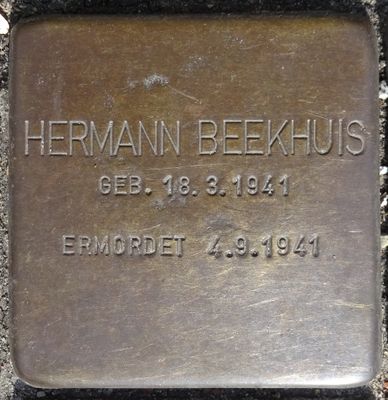 HERMANN BEEKHUIS
GEB. 18.3.1941
ERMORDET 4.9.1941